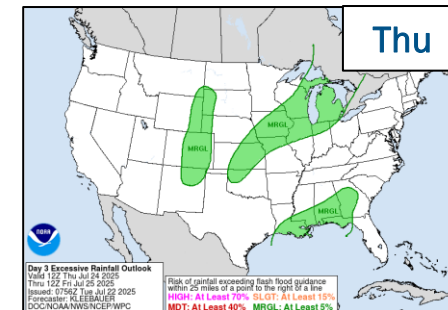 Thu
MRGL
MRGL
MRGL
NOAA
Day 3 Excessive Rainfall Outlook
Valid 12Z Thu Jul 24 2025
Thru 12Z Fri Jul 25 2025
Issued: 0756Z Tue Jul 22 2025
Forecaster: KLEEBAUER
DOC/NOAA/NWS/NCEP/WPC
Risk of rainfall exceeding flash flood guidance
within 25 miles of a point to the right of a line
HIGH: At Least 70% SLGT: At Least 15%
MDT: At Least 40% MRGL: At Least 5%